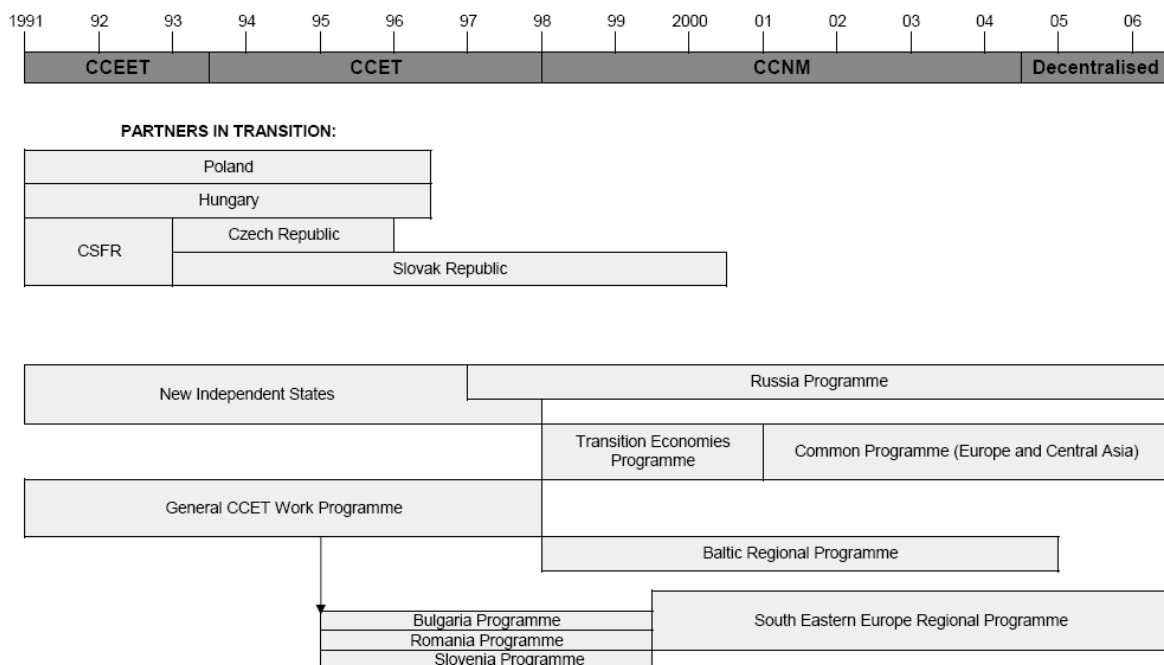 1991 92 93 94 95 96 97 98 99 2000 01 02 03 04 05 06
CCEET CCET CCNM Decentralised
PARTNERS IN TRANSITION:
Poland
Hungary
CSFR
Czech Republic
Slovak Republic
New Independent States
Russia Programme
Transition Economies
Programme
Common Programme (Europe and Central Asia)
General CCET Work Programme
Baltic Regional Programme
Bulgaria Programme
Romania Programme
Slovenia Programme
South Eastern Europe Regional Programme